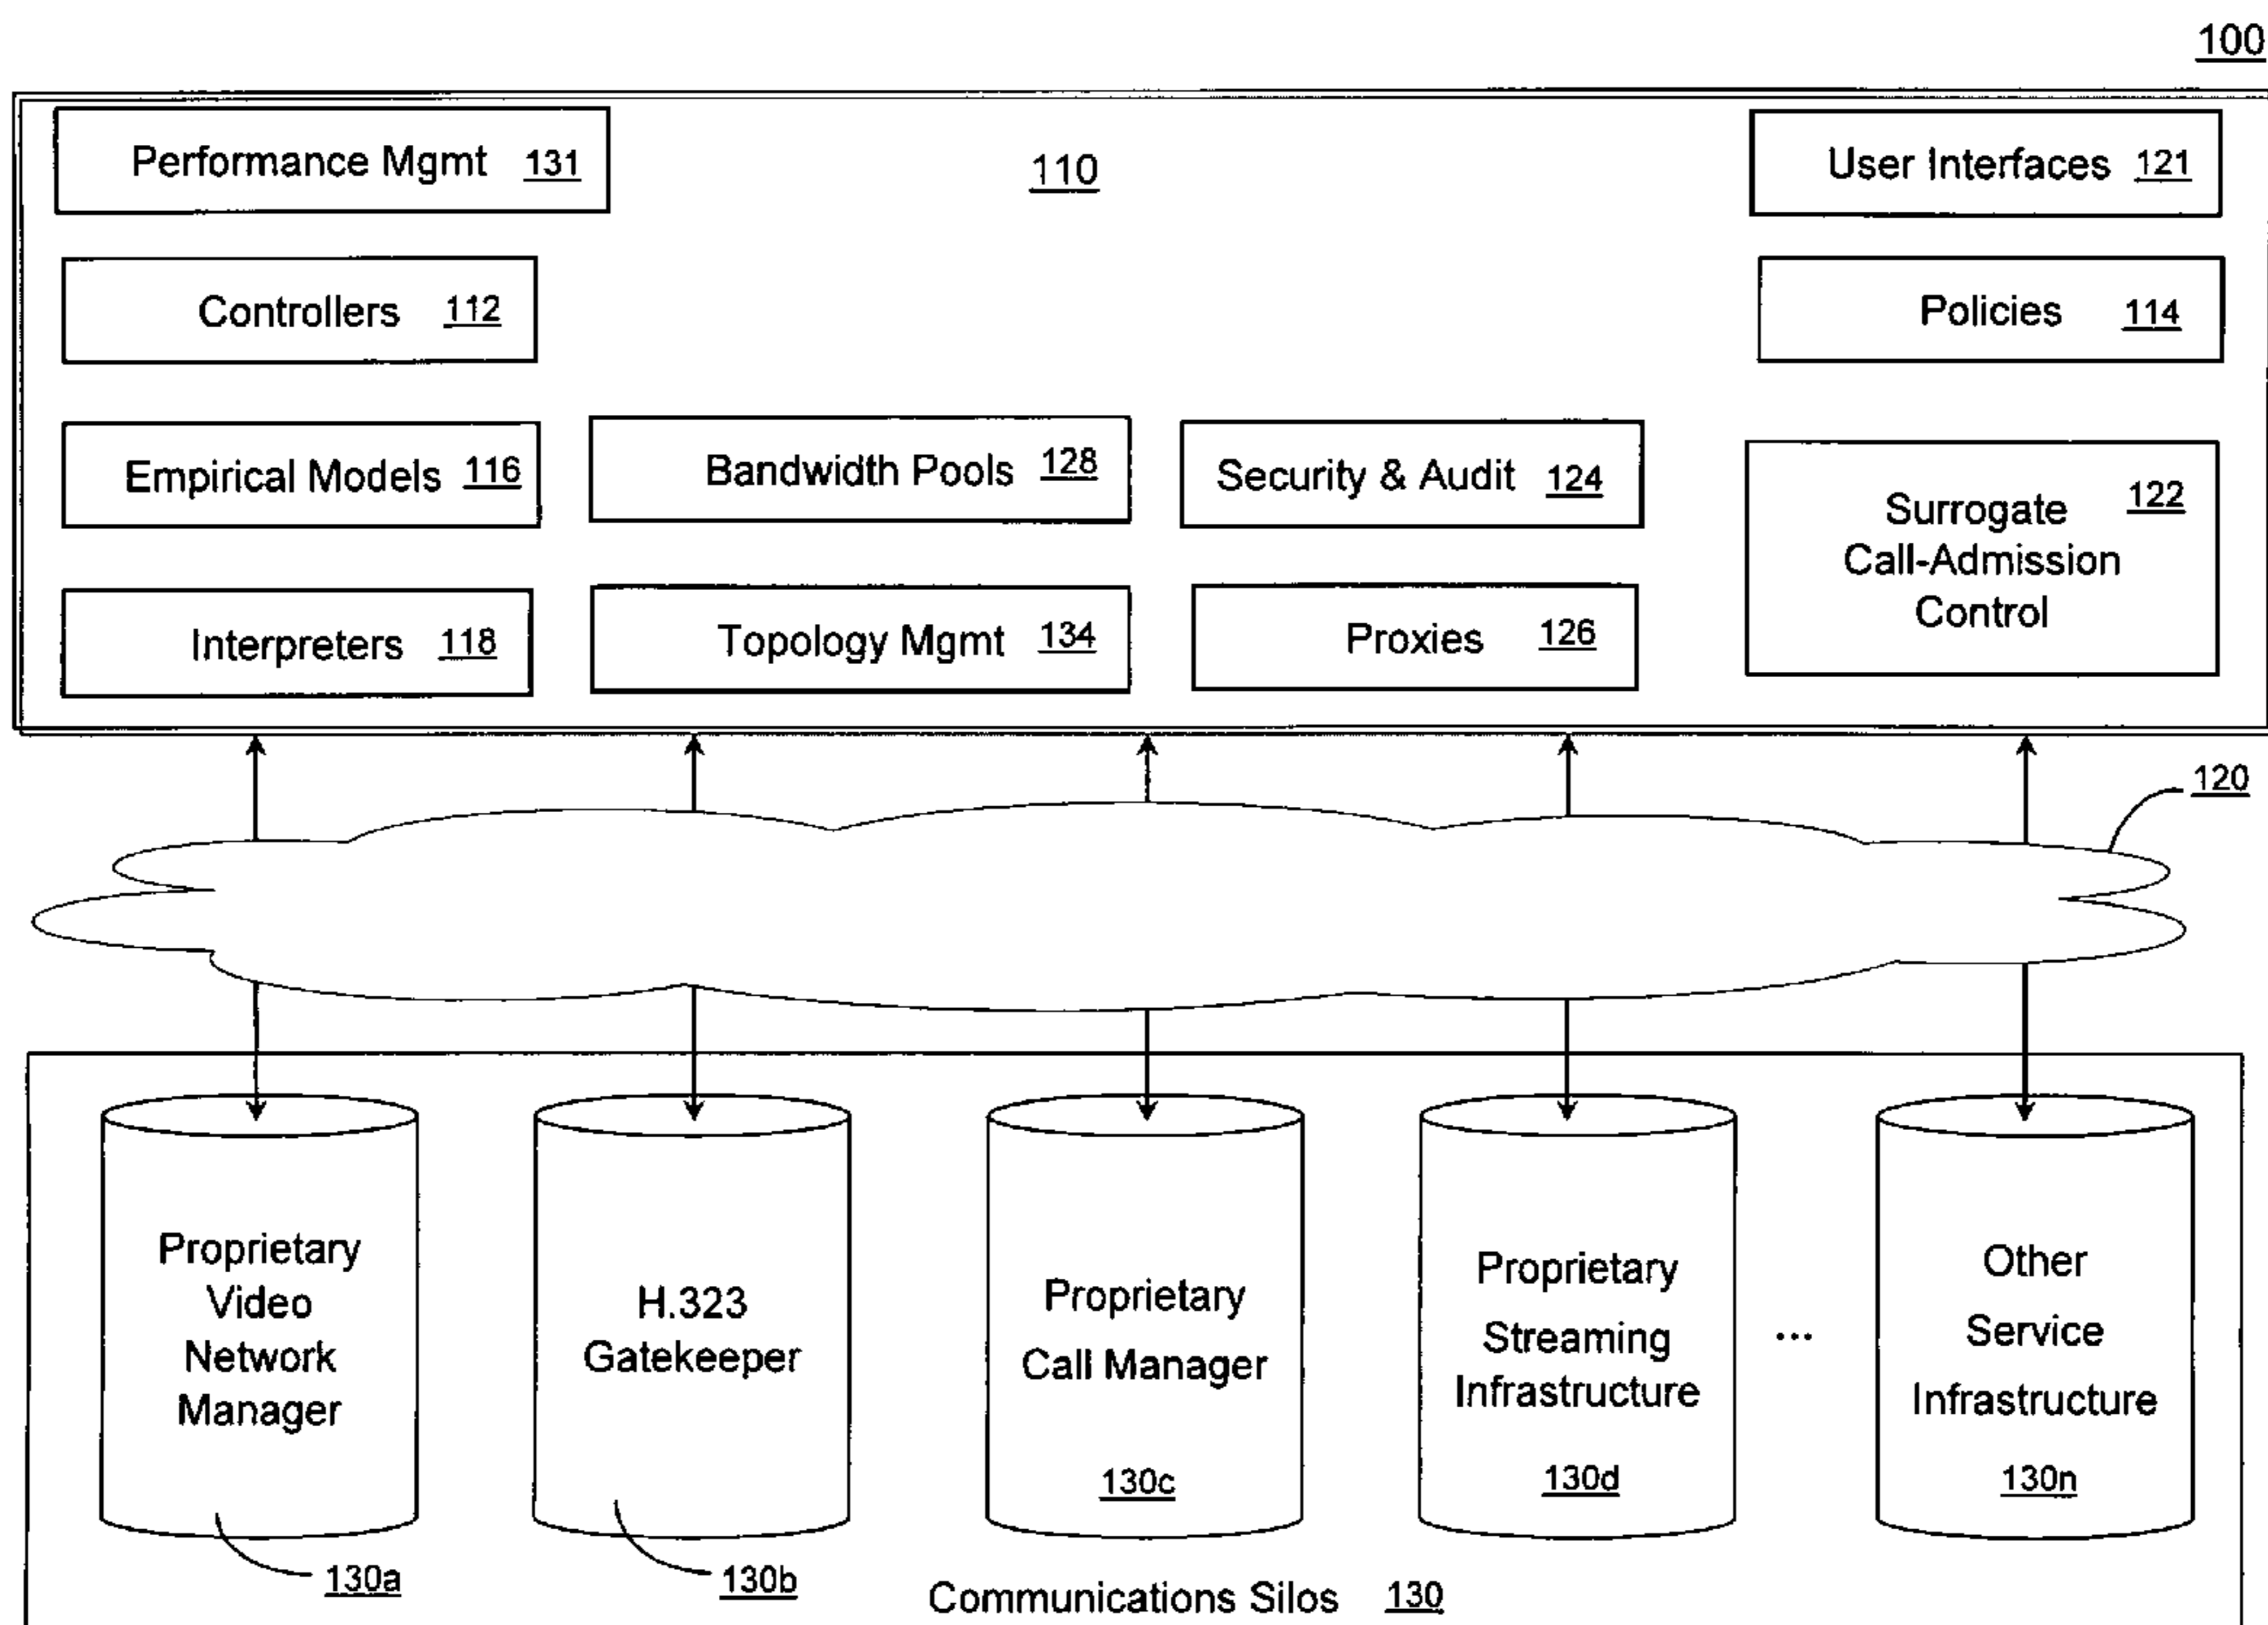 100
Performance Mgmt 131
110
User Interfaces 121
Controllers 112
Policies 114
Empirical Models 116
Bandwidth Pools 128
Security & Audit 124
Surrogate 122
Call-Admission
Control
Interpreters 118
Topology Mgmt 134
Proxies 126
120
Proprietary
Video
Network
Manager
130a
H.323
Gatekeeper
130b
Proprietary
Call Manager
130c
Proprietary
Streaming
Infrastructure
130d
...
Other
Service
Infrastructure
130n
Communications Silos 130